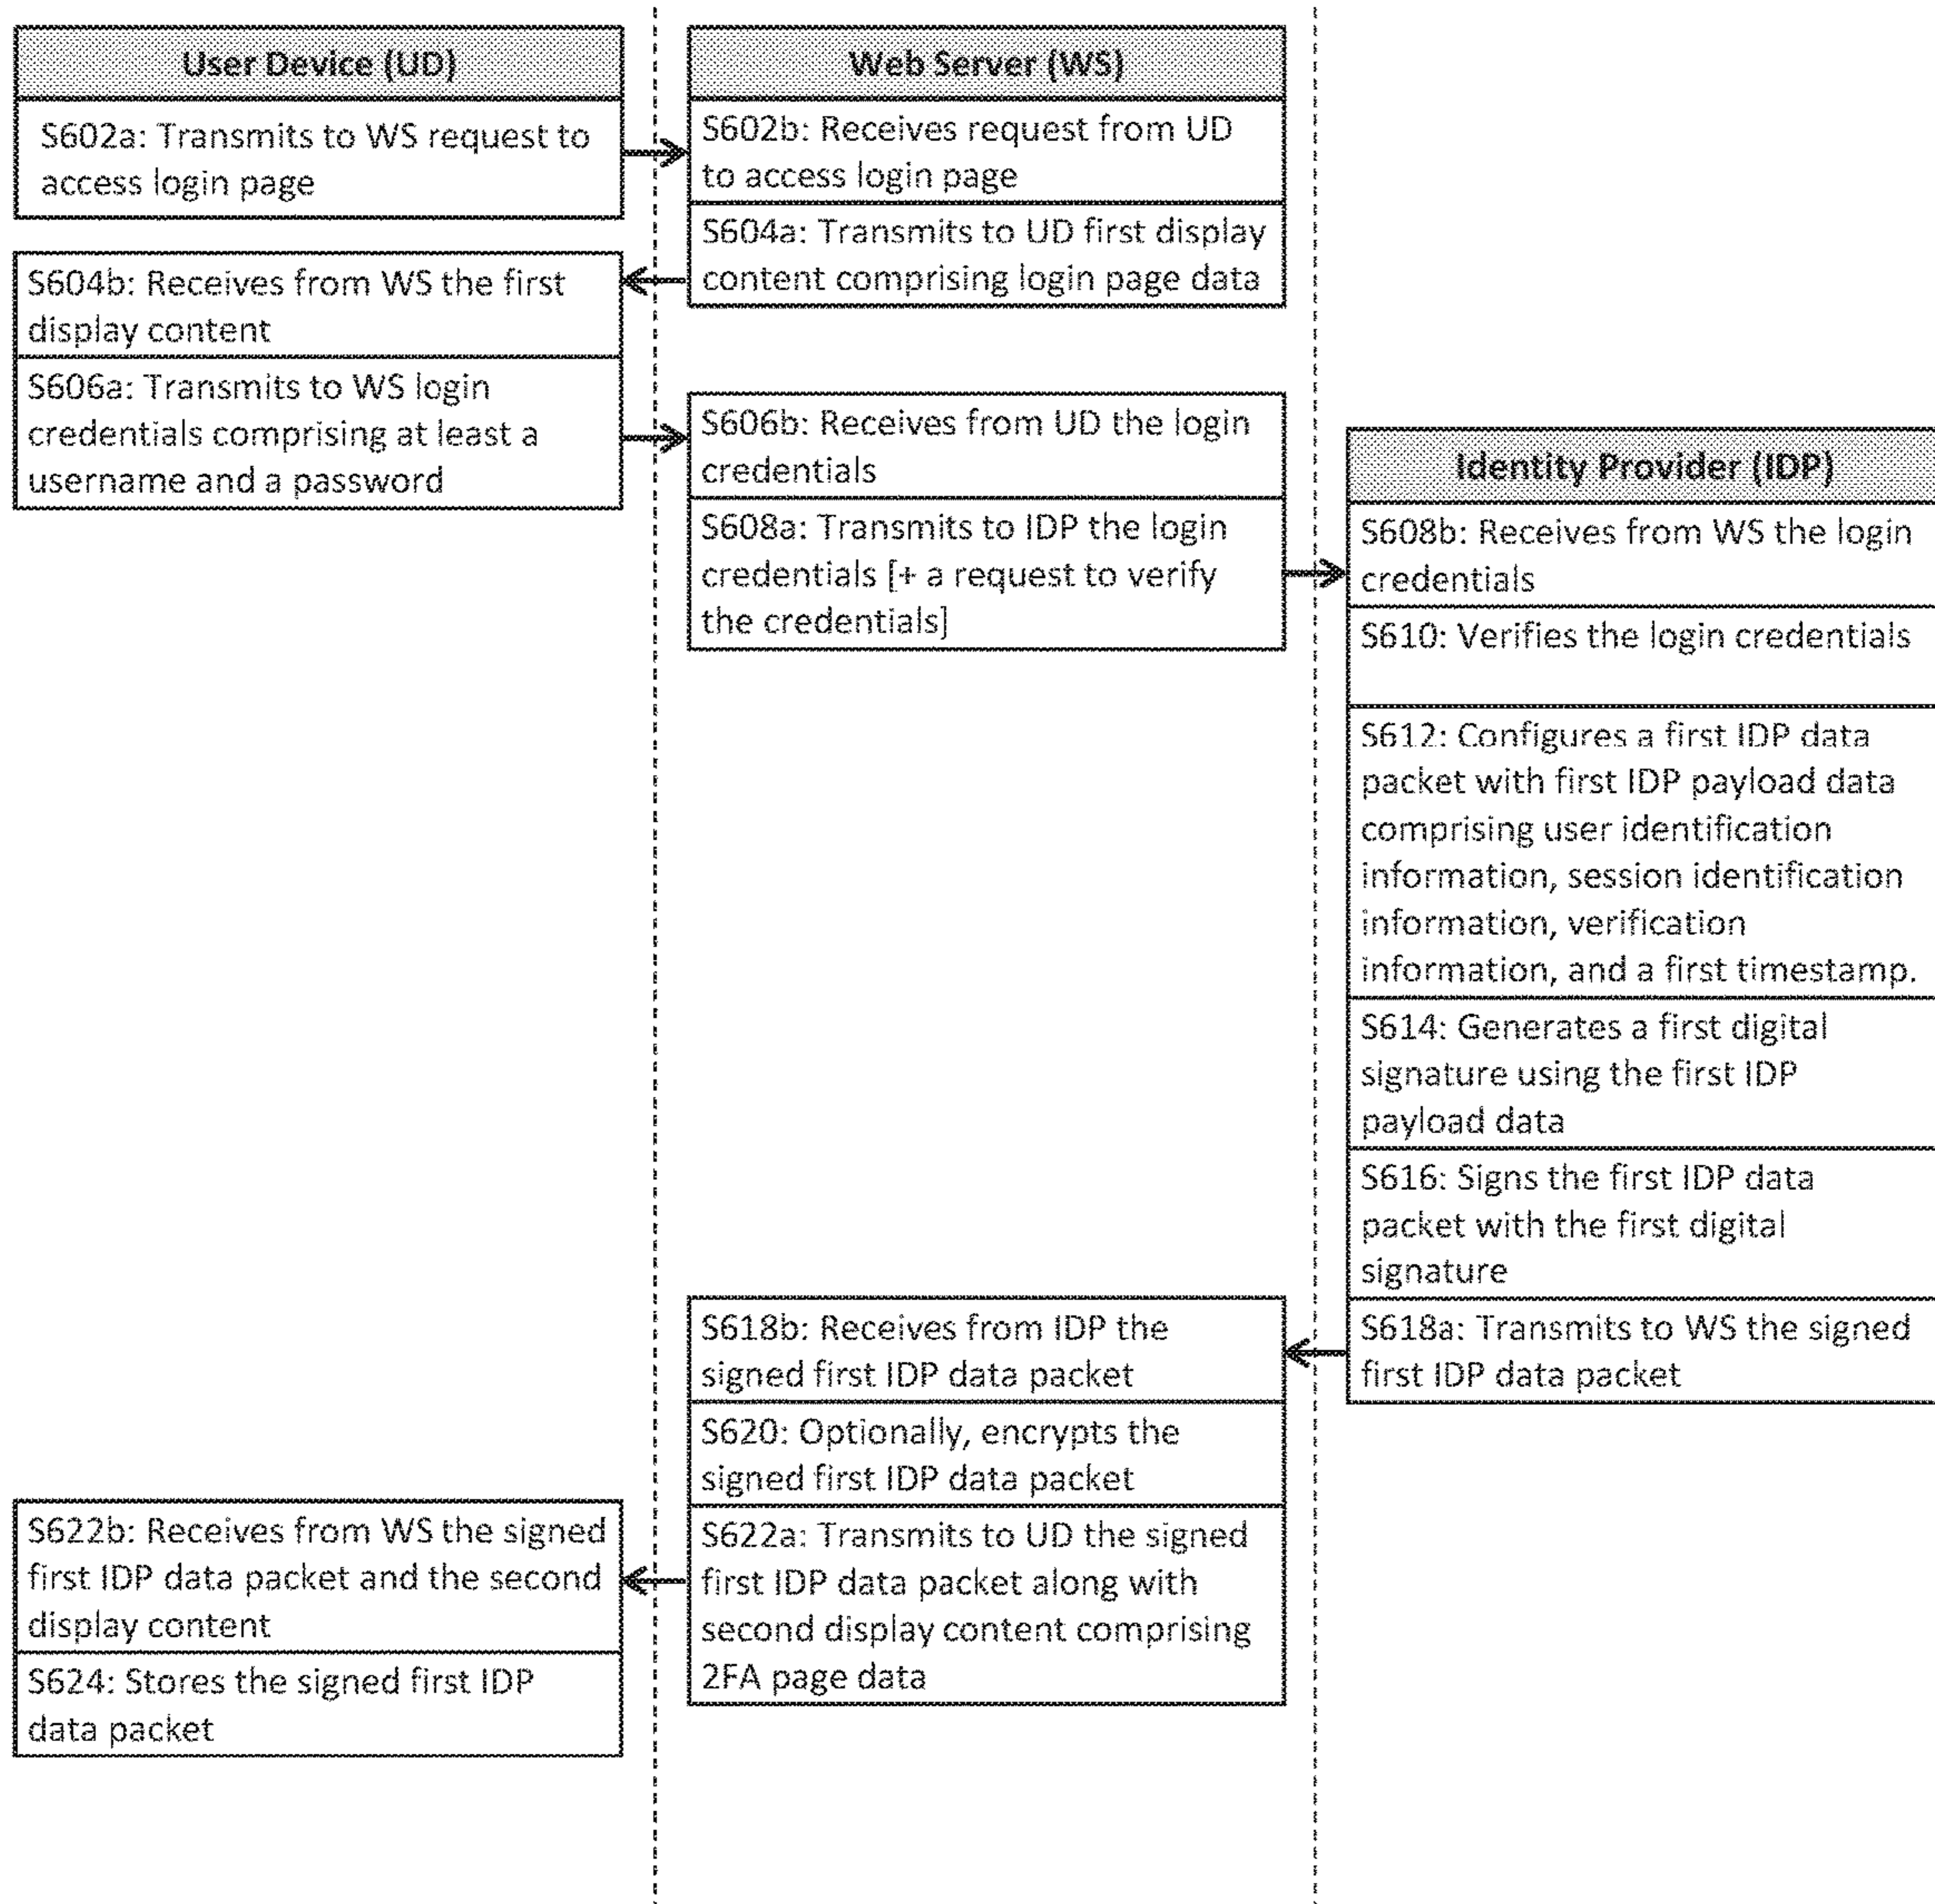 User Device (UD)
S602a: Transmits to WS request to
access login page
Web Server (WS)
S602b: Receives request from UD
to access login page
S604a: Transmits to UD first display
content comprising login page data
S604b: Receives from WS the first
display content
S606a: Transmits to WS login
credentials comprising at least a
username and a password
S606b: Receives from UD the login
credentials
S608a: Transmits to IDP the login
credentials [+ a request to verify
the credentials]
Identity Provider (IDP)
S608b: Receives from WS the login
credentials
S610: Verifies the login credentials
S612: Configures a first IDP data
packet with first IDP payload data
comprising user identification
information, session identification
information, verification
information, and a first timestamp.
S614: Generates a first digital
signature using the first IDP
payload data
S616: Signs the first IDP data
packet with the first digital
signature
S618a: Transmits to WS the signed
first IDP data packet
S618b: Receives from IDP the
signed first IDP data packet
S620: Optionally, encrypts the
signed first IDP data packet
S622a: Transmits to UD the signed
first IDP data packet along with
second display content comprising
2FA page data
S622b: Receives from WS the signed
first IDP data packet and the second
display content
S624: Stores the signed first IDP
data packet